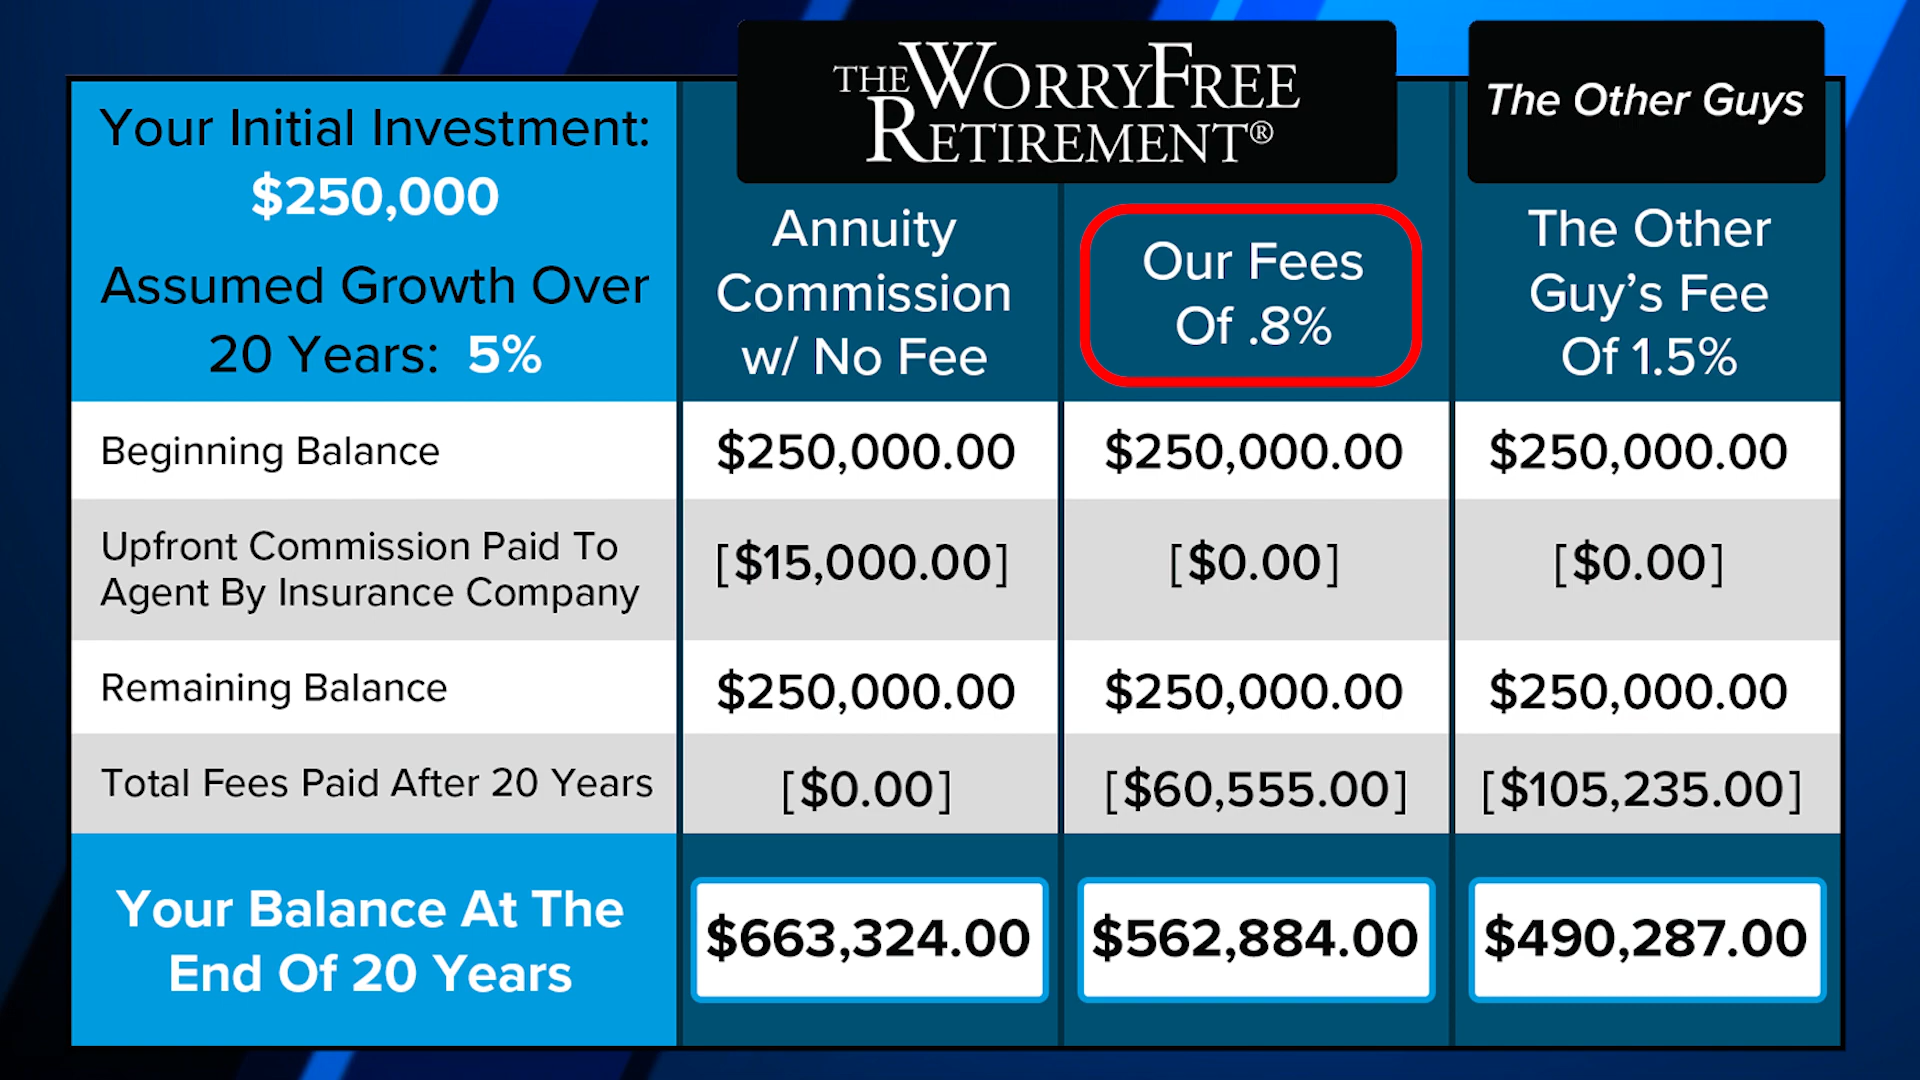 THE WORRYFREE
RETIREMENT®
The Other Guys
Your Initial Investment:
$250,000
Assumed Growth Over
20 Years: 5%
Annuity
Commission
w/ No Fee
Our Fees
Of .8%
The Other
Guy’s Fee
Of 1.5%
Beginning Balance
$250,000.00
$250,000.00
$250,000.00
Upfront Commission Paid To
Agent By Insurance Company
[$15,000.00]
[$0.00]
[$0.00]
Remaining Balance
$250,000.00
$250,000.00
$250,000.00
Total Fees Paid After 20 Years
[$0.00]
[$60,555.00]
[$105,235.00]
Your Balance At The
End Of 20 Years
$663,324.00
$562,884.00
$490,287.00